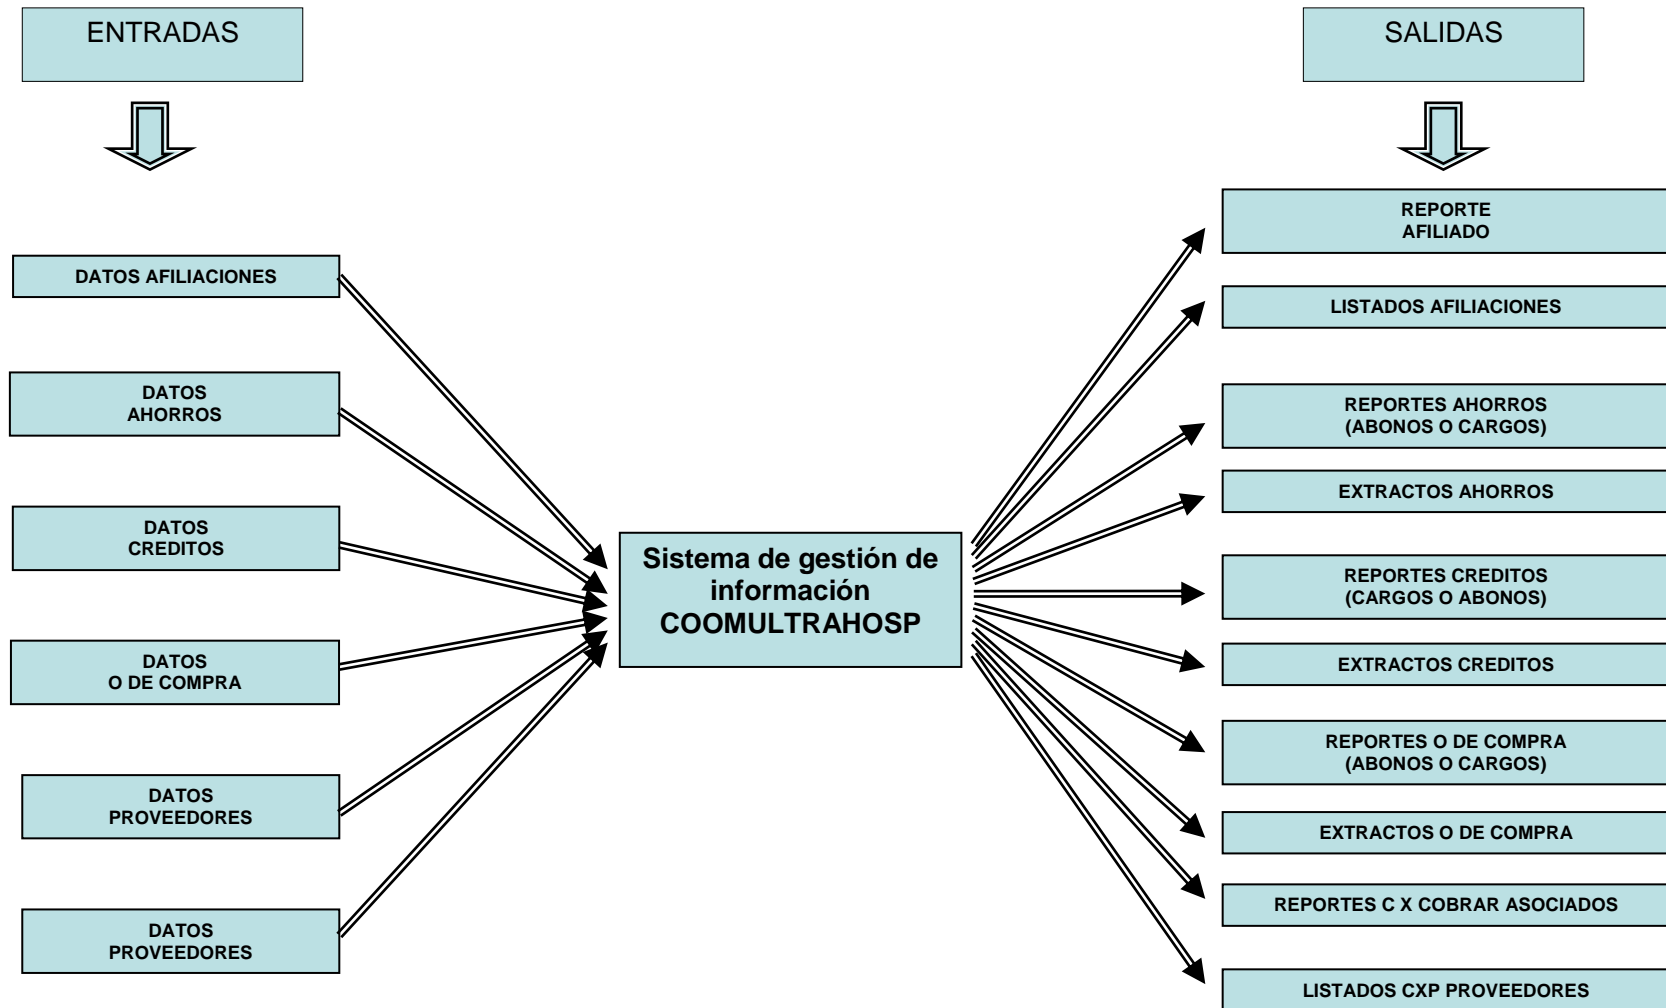 ENTRADAS
SALIDAS
DATOS AFILIACIONES
DATOS
AHORROS
DATOS
CREDITOS
DATOS
O DE COMPRA
DATOS
PROVEEDORES
DATOS
PROVEEDORES
Sistema de gestión de
información
COOMULTRAHOSP
REPORTE
AFILIADO
LISTADOS AFILIACIONES
REPORTES AHORROS
(ABONOS O CARGOS)
EXTRACTOS AHORROS
REPORTES CREDITOS
(CARGOS O ABONOS)
EXTRACTOS CREDITOS
REPORTES O DE COMPRA
(ABONOS O CARGOS)
EXTRACTOS O DE COMPRA
REPORTES C X COBRAR ASOCIADOS
LISTADOS CXP PROVEEDORES